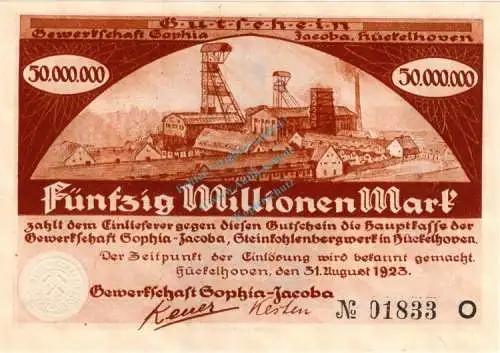 Gutschein
Gewerkschaft Sophia Jacoba, Hückelhoven
50.000.000 50.000.000
Fünfzig Millionen Mark
zahlt dem Einlieferer gegen diesen Gutschein die Hauptkasse der
Gewerkschaft Sophia-Jacoba, Steinkohlenbergwerk in Hückelhoven.
Der Zeitpunkt der Einlösung wird bekannt gemacht.
Hückelhoven, den 31. August 1923.
Gewerkschaft Sophia-Jacoba
№ 01833 O